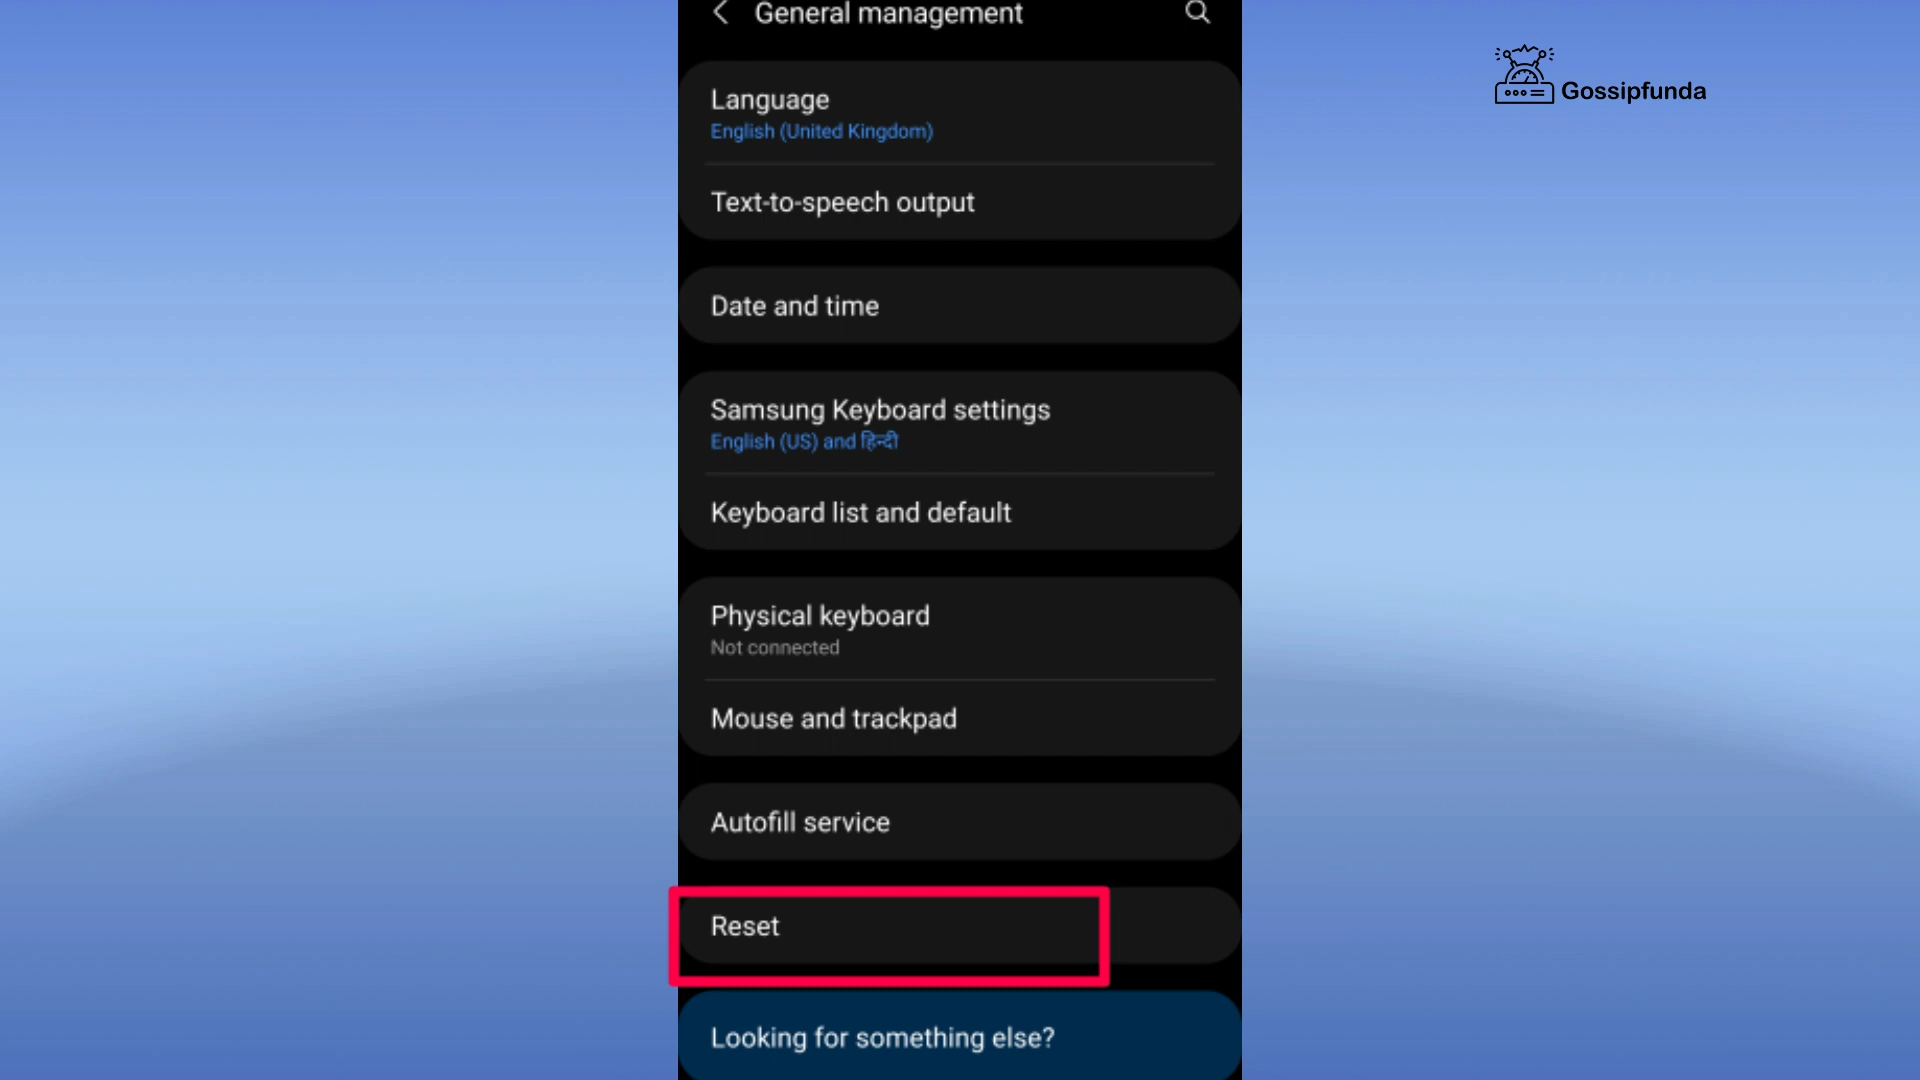 General management
Gossipfunda
Language
English (United Kingdom)
Text-to-speech output
Date and time
Samsung Keyboard settings
English (US) and हिन्दी
Keyboard list and default
Physical keyboard
Not connected
Mouse and trackpad
Autofill service
Reset
Looking for something else?